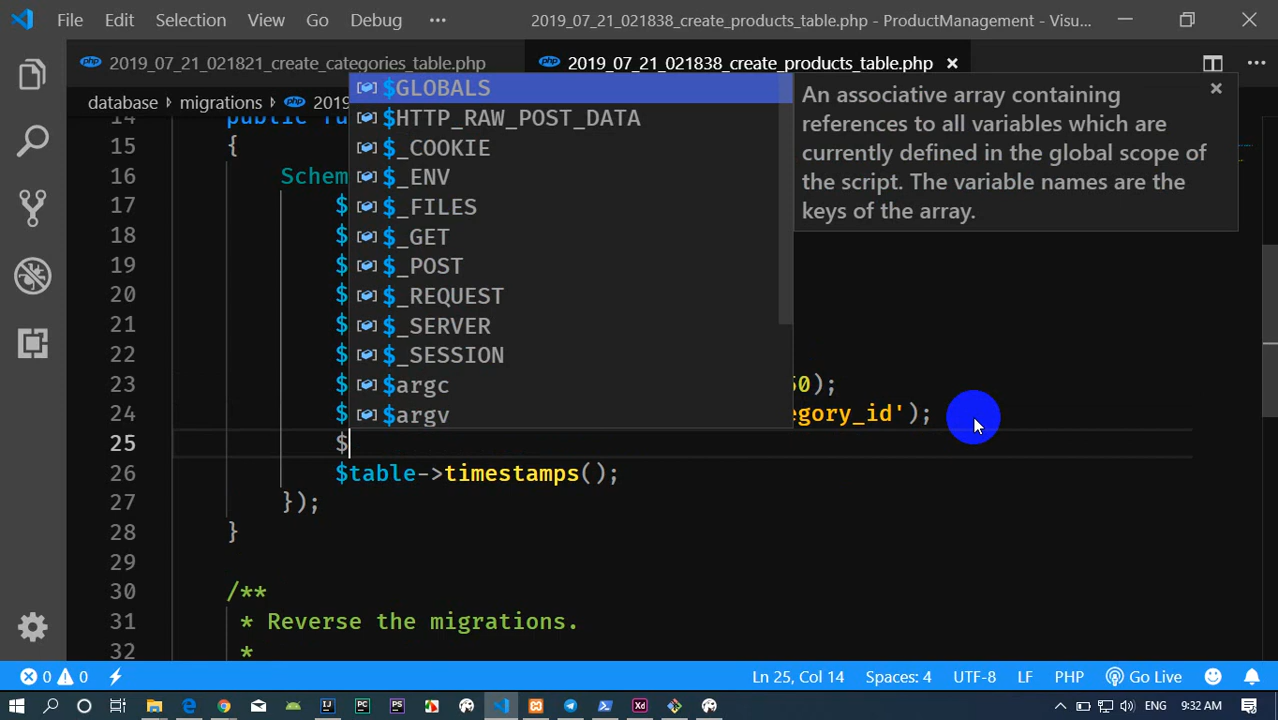 File Edit Selection View Go Debug ··· 2019_07_21_021838_create_products_table.php - ProductManagement - Visu...
2019_07_21_021821_create_categories_table.php
2019_07_21_021838_create_products_table.php
database > migrations > 2019
14 public fu
15 {
16 Schem
17 $
18 $
19 $
20 $
21 $
22 $
23 $ 50);
24 $ egory_id');
25 $
26 $table->timestamps();
27 });
28 }
29
30 /**
31 * Reverse the migrations.
32 *
$GLOBALS
$HTTP_RAW_POST_DATA
$_COOKIE
$_ENV
$_FILES
$_GET
$_POST
$_REQUEST
$_SERVER
$_SESSION
$argc
$argv
An associative array containing
references to all variables which are
currently defined in the global scope of
the script. The variable names are the
keys of the array.
0 0 Ln 25, Col 14 Spaces: 4 UTF-8 LF PHP Go Live
ENG 9:32 AM